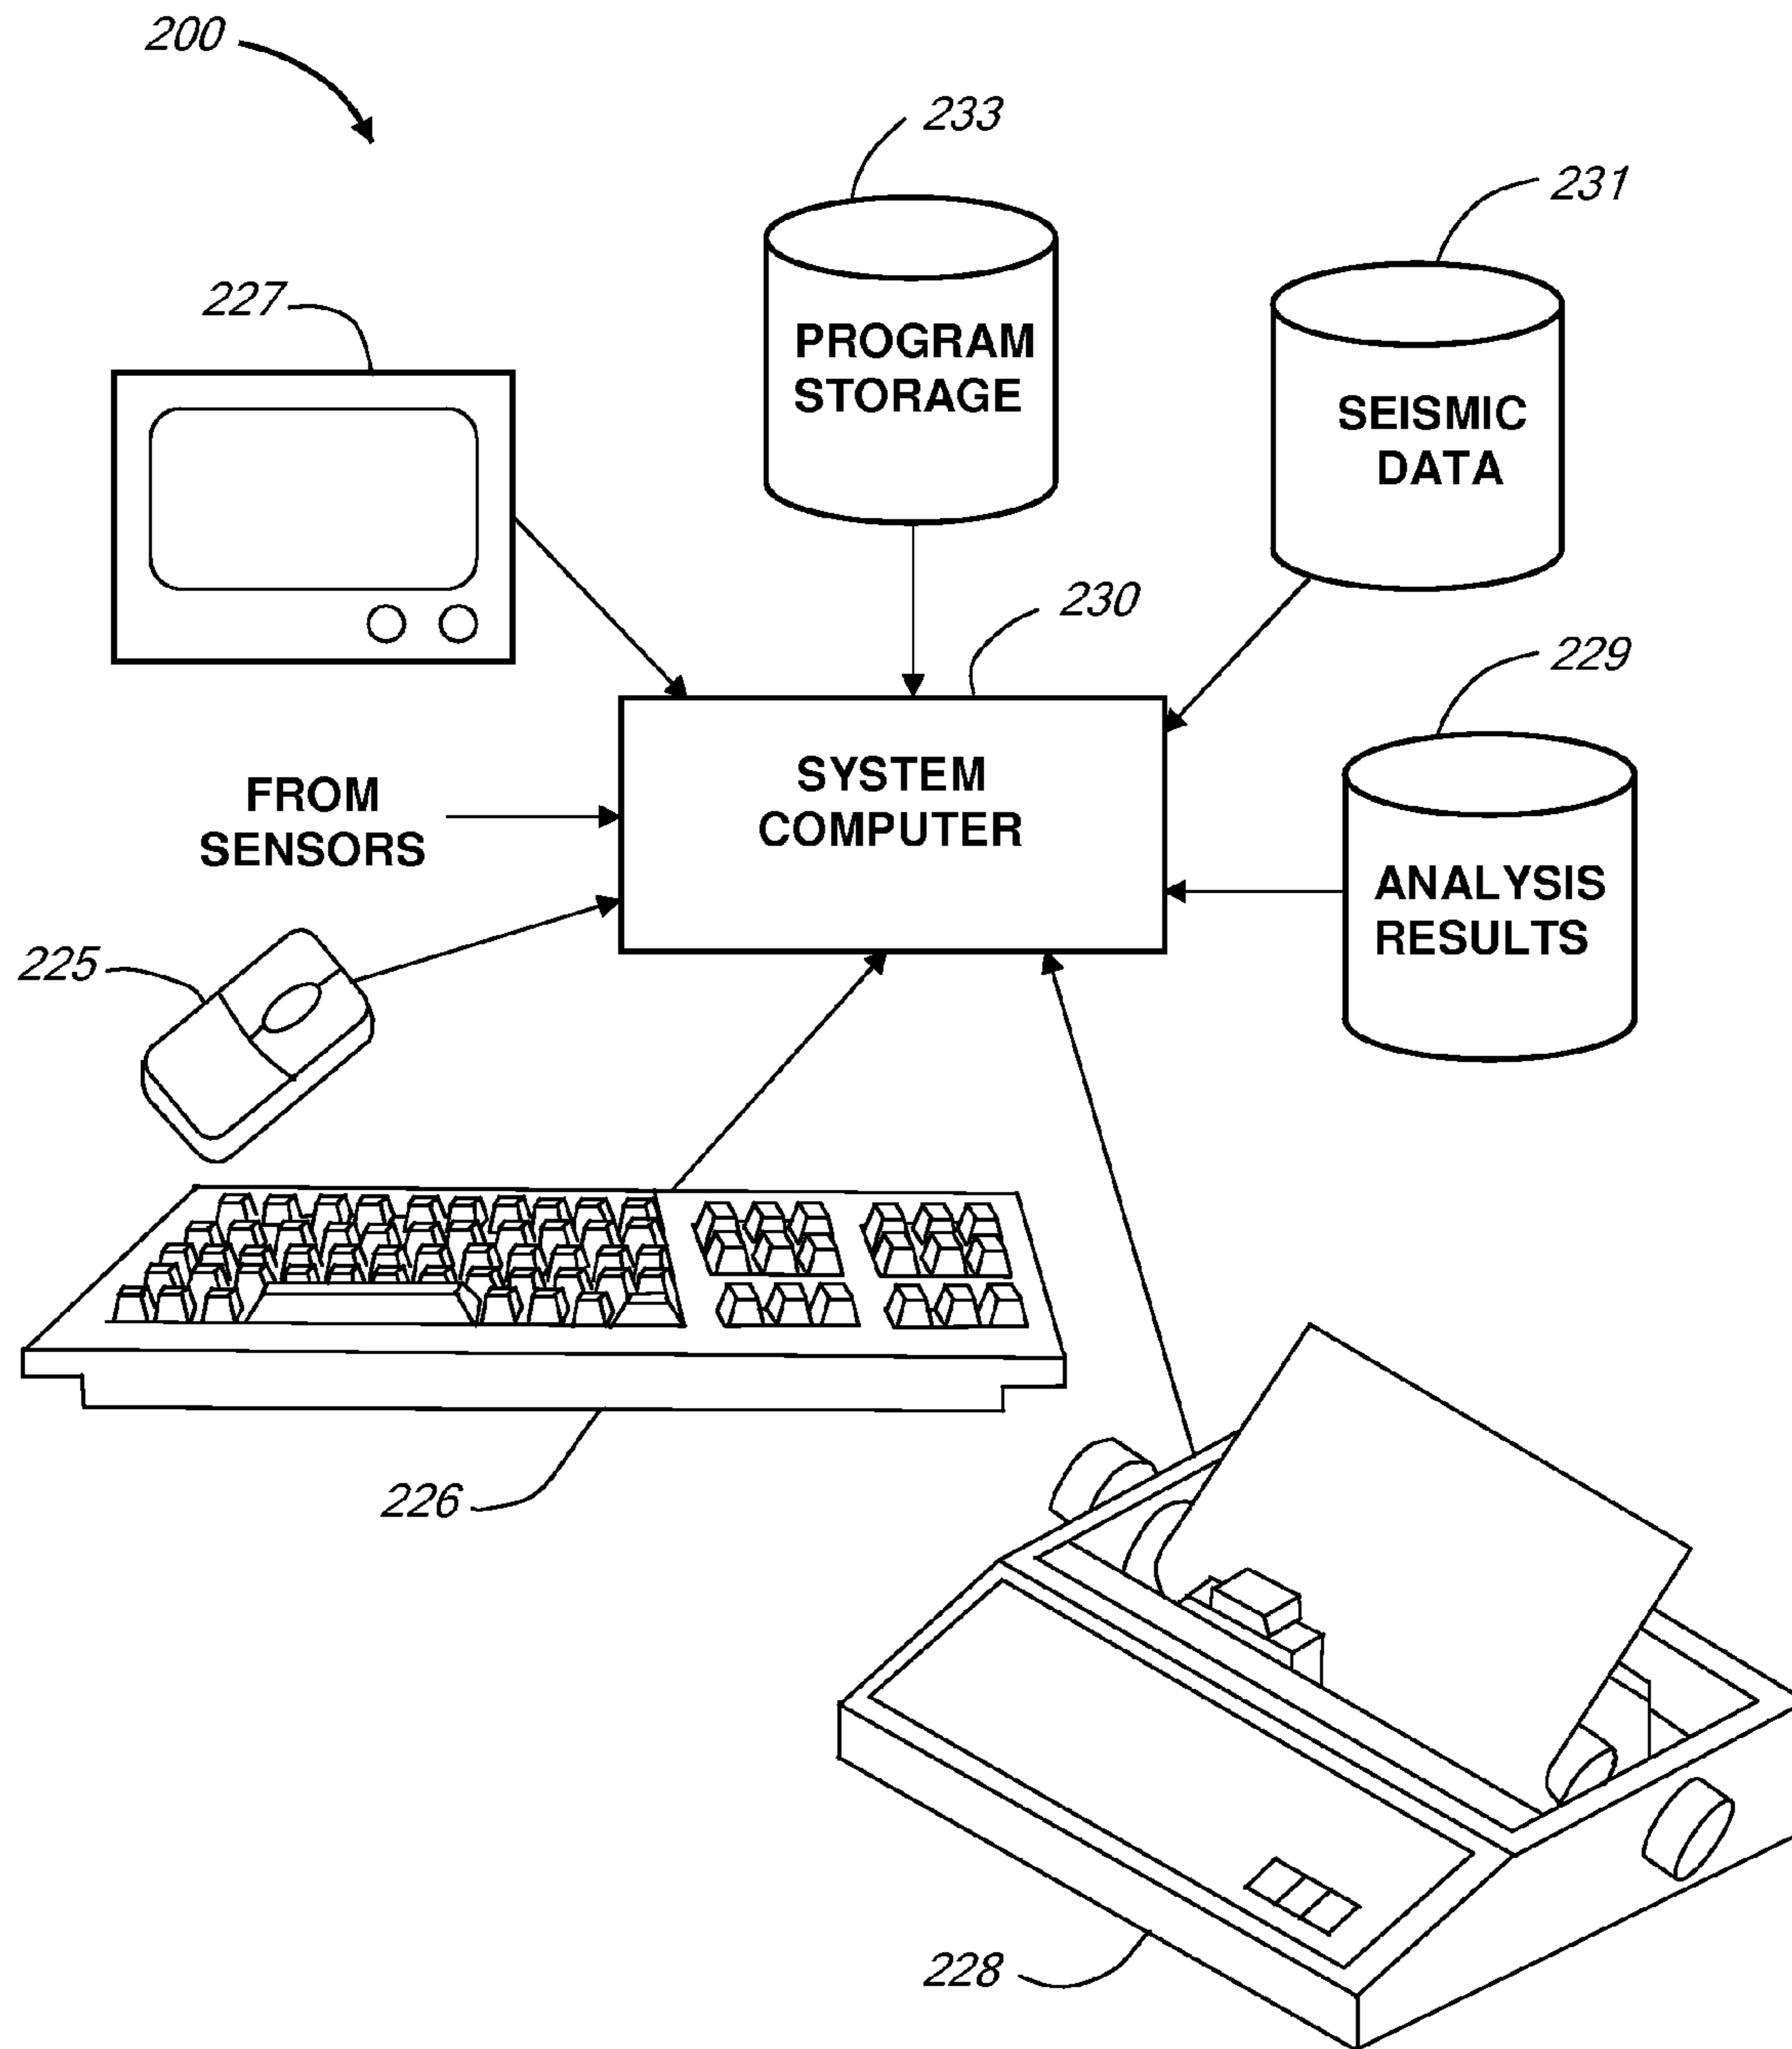 200
233
231
227
PROGRAM
STORAGE
SEISMIC
DATA
230
229
SYSTEM
COMPUTER
FROM
SENSORS
ANALYSIS
RESULTS
225
226
228